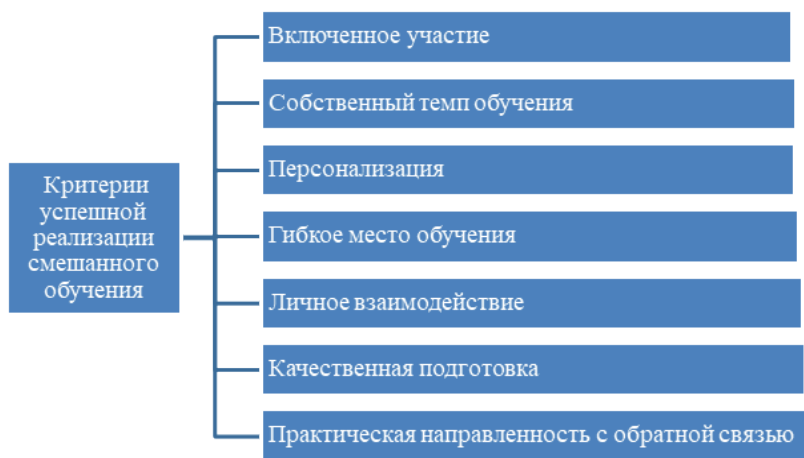 Критерии
успешной
реализации
смешанного
обучения
Включенное участие
Собственный темп обучения
Персонализация
Гибкое место обучения
Личное взаимодействие
Качественная подготовка
Практическая направленность с обратной связью